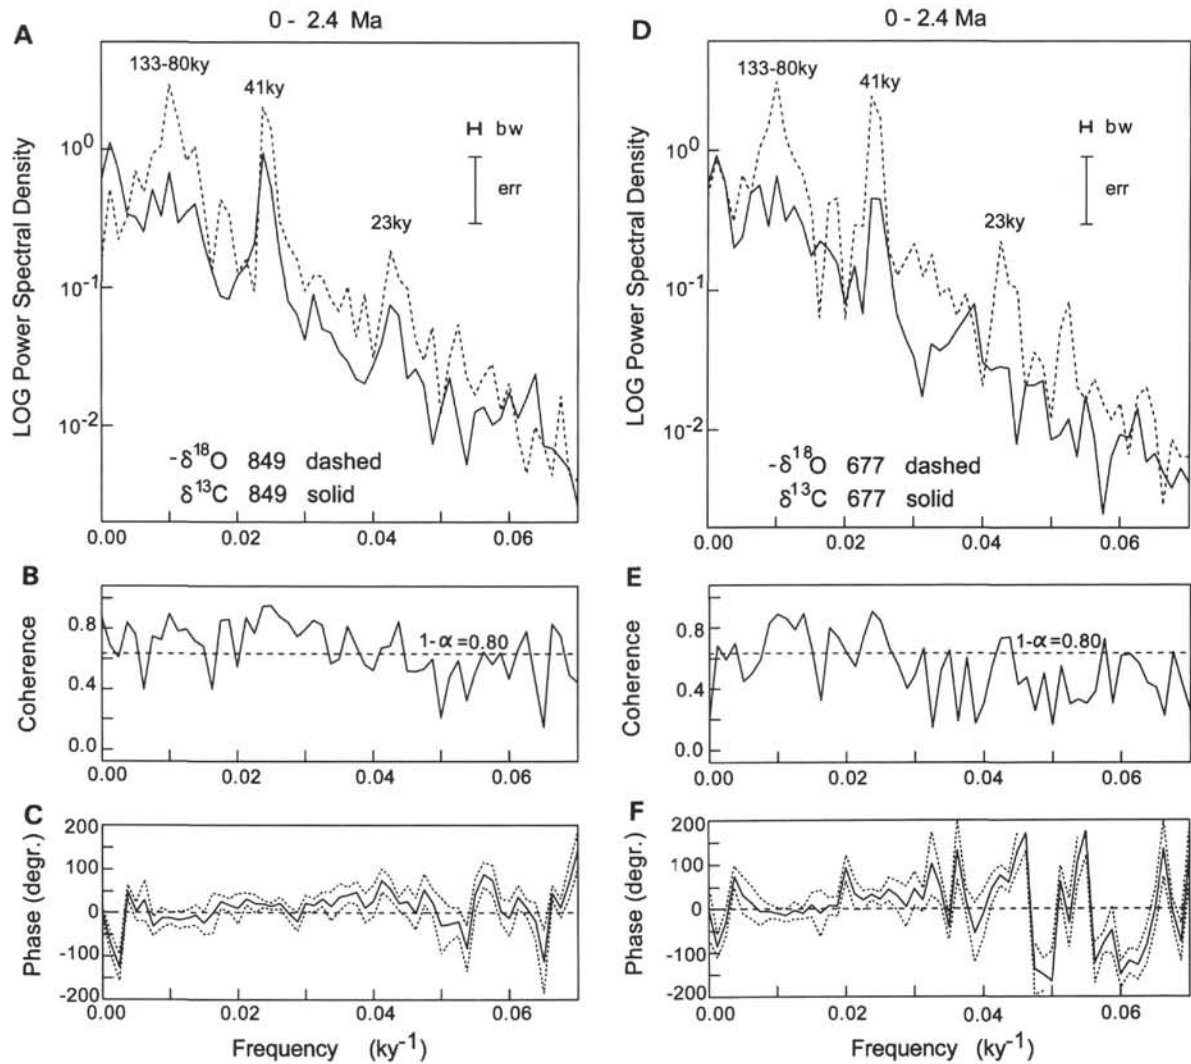 A
0 - 2.4 Ma
133-80ky
41ky
23ky
bw
err
10^0
10^-1
10^-2
LOG Power Spectral Density
-δ^18O 849 dashed
δ^13C 849 solid
0.00 0.02 0.04 0.06
B
0.8
0.4
0.0
Coherence
1-α=0.80
0.00 0.02 0.04 0.06
C
200
100
0
-100
-200
Phase (degr.)
0.00 0.02 0.04 0.06
Frequency (ky^-1)
D
0 - 2.4 Ma
133-80ky
41ky
23ky
bw
err
10^0
10^-1
10^-2
LOG Power Spectral Density
-δ^18O 677 dashed
δ^13C 677 solid
0.00 0.02 0.04 0.06
E
0.8
0.4
0.0
Coherence
1-α=0.80
0.00 0.02 0.04 0.06
F
200
100
0
-100
-200
Phase (degr.)
0.00 0.02 0.04 0.06
Frequency (ky^-1)